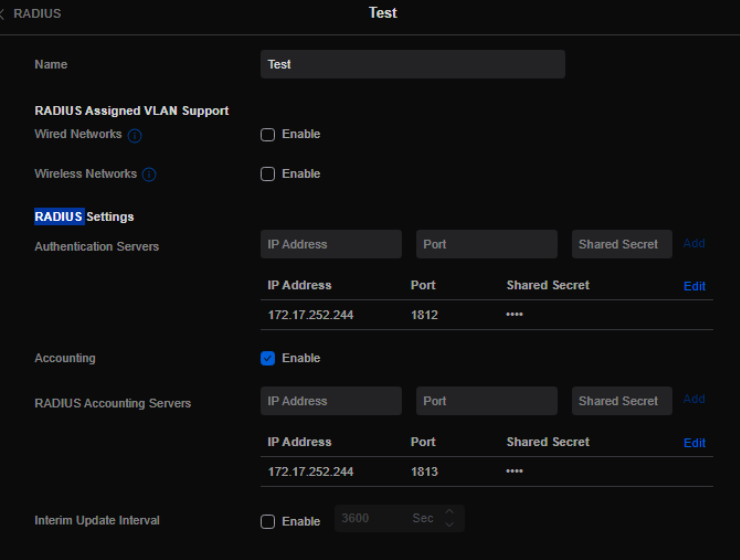 RADIUS Test
Name Test
RADIUS Assigned VLAN Support
Wired Networks Enable
Wireless Networks Enable
RADIUS Settings
Authentication Servers IP Address Port Shared Secret Add
IP Address Port Shared Secret Edit
172.17.252.244 1812 ••••
Accounting Enable
RADIUS Accounting Servers IP Address Port Shared Secret Add
IP Address Port Shared Secret Edit
172.17.252.244 1813 ••••
Interim Update Interval Enable 3600 Sec